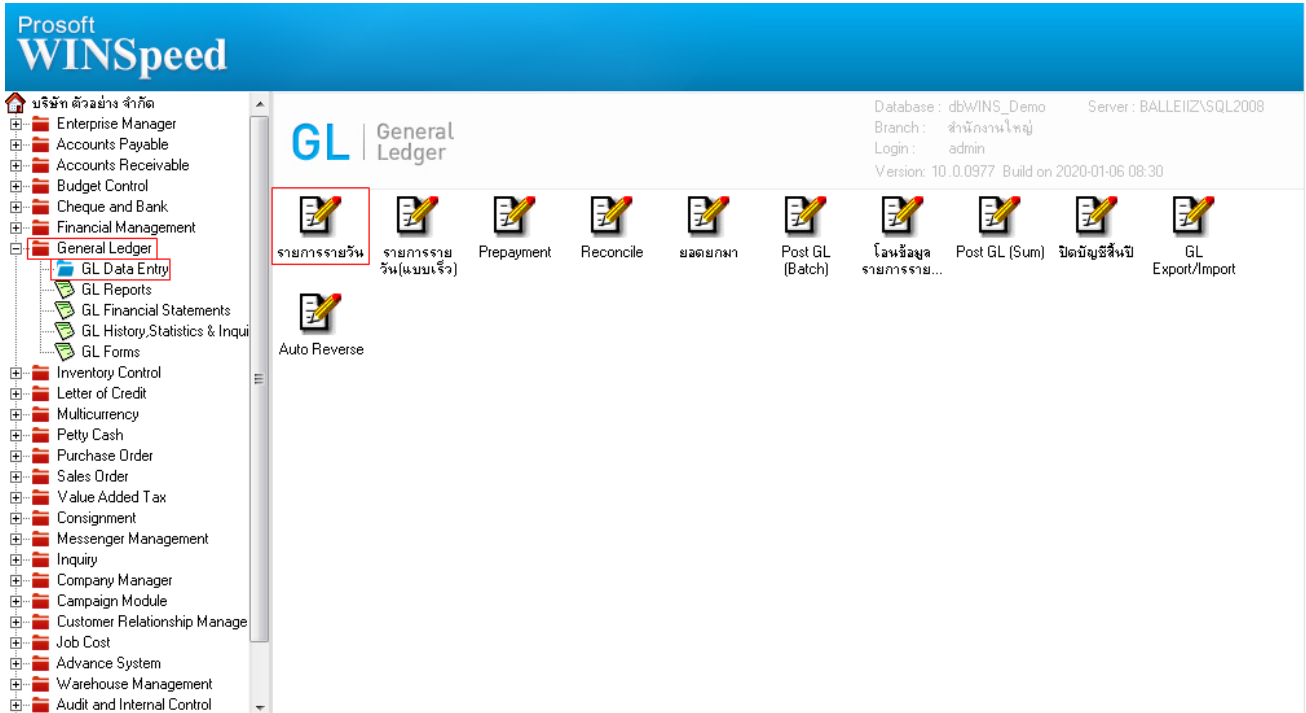 Prosoft
WINSpeed
บริษัท ตัวอย่าง จำกัด
Enterprise Manager
Accounts Payable
Accounts Receivable
Budget Control
Cheque and Bank
Financial Management
General Ledger
GL Data Entry
GL Reports
GL Financial Statements
GL History,Statistics & Inqui
GL Forms
Inventory Control
Letter of Credit
Multicurrency
Petty Cash
Purchase Order
Sales Order
Value Added Tax
Consignment
Messenger Management
Inquiry
Company Manager
Campaign Module
Customer Relationship Manage
Job Cost
Advance System
Warehouse Management
Audit and Internal Control
GL
General
Ledger
Database : dbWINS_Demo Server : BALLEIIZ\SQL2008
Branch : สำนักงานใหญ่
Login : admin
Version: 10.0.0977 Build on 2020-01-06 08:30
รายการรายวัน
รายการราย
วัน(แบบเร็ว)
Prepayment
Reconcile
ยอดยกมา
Post GL
(Batch)
โอนข้อมูล
รายการราย...
Post GL (Sum)
ปิดบัญชีสิ้นปี
GL
Export/Import
Auto Reverse